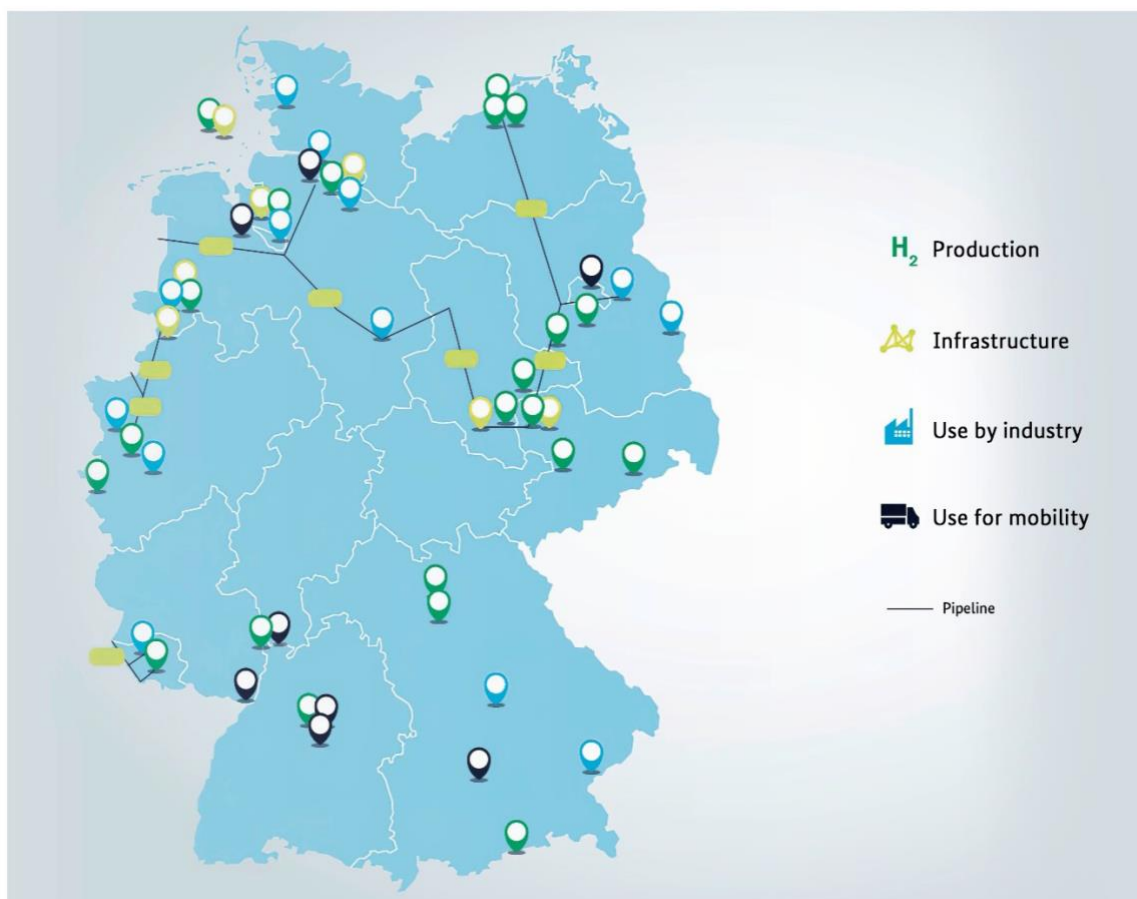 H₂ Production
Infrastructure
Use by industry
Use for mobility
Pipeline